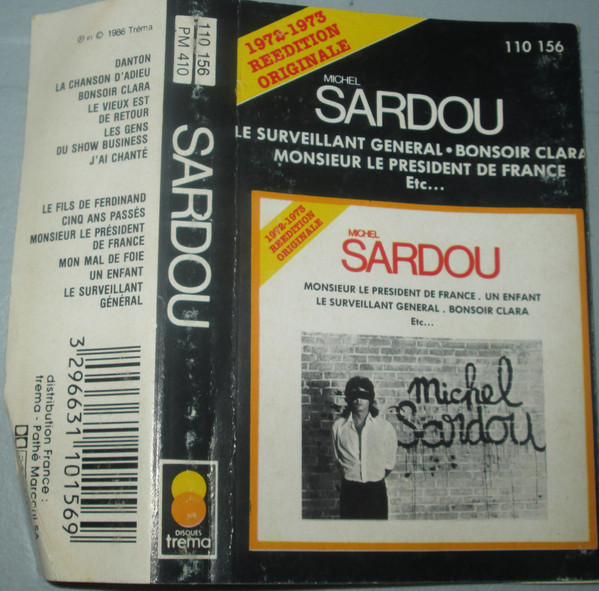 ℗ et © 1986 Tréma
DANTON
LA CHANSON D'ADIEU
BONSOIR CLARA
LE VIEUX EST
DE RETOUR
LES GENS
DU SHOW BUSINESS
J'AI CHANTÉ
LE FILS DE FERDINAND
CINQ ANS PASSÉS
MONSIEUR LE PRÉSIDENT
DE FRANCE
MON MAL DE FOIE
UN ENFANT
LE SURVEILLANT
GÉNÉRAL
3 296631 101569
distribution France :
trema - Pathé Marconi
110 156
PM 410
SARDOU
DISQUES
trema
1972-1973
REEDITION
ORIGINALE
110 156
MICHEL
SARDOU
LE SURVEILLANT GENERAL • BONSOIR CLARA
MONSIEUR LE PRESIDENT DE FRANCE
Etc...
1972-1973
REEDITION
ORIGINALE
MICHEL
SARDOU
MONSIEUR LE PRESIDENT DE FRANCE . UN ENFANT
LE SURVEILLANT GENERAL . BONSOIR CLARA
Etc...
Michel
Sardou